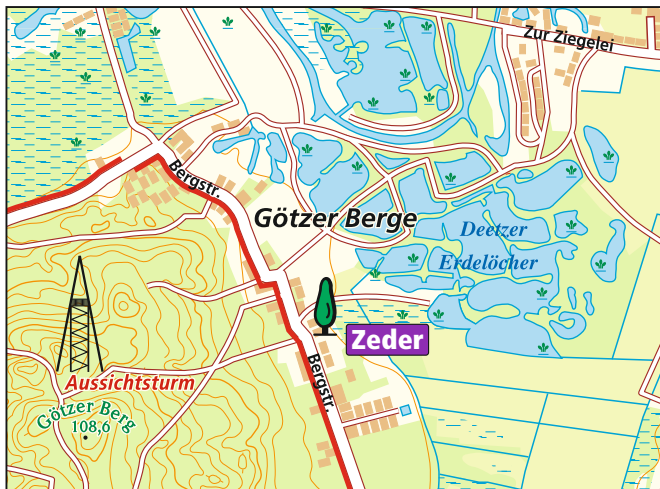 Zur Ziegelei
Bergstr.
Götzer Berge
Deetzer
Erdelöcher
Zeder
Bergstr.
Aussichtsturm
Götzer Berg
108,6